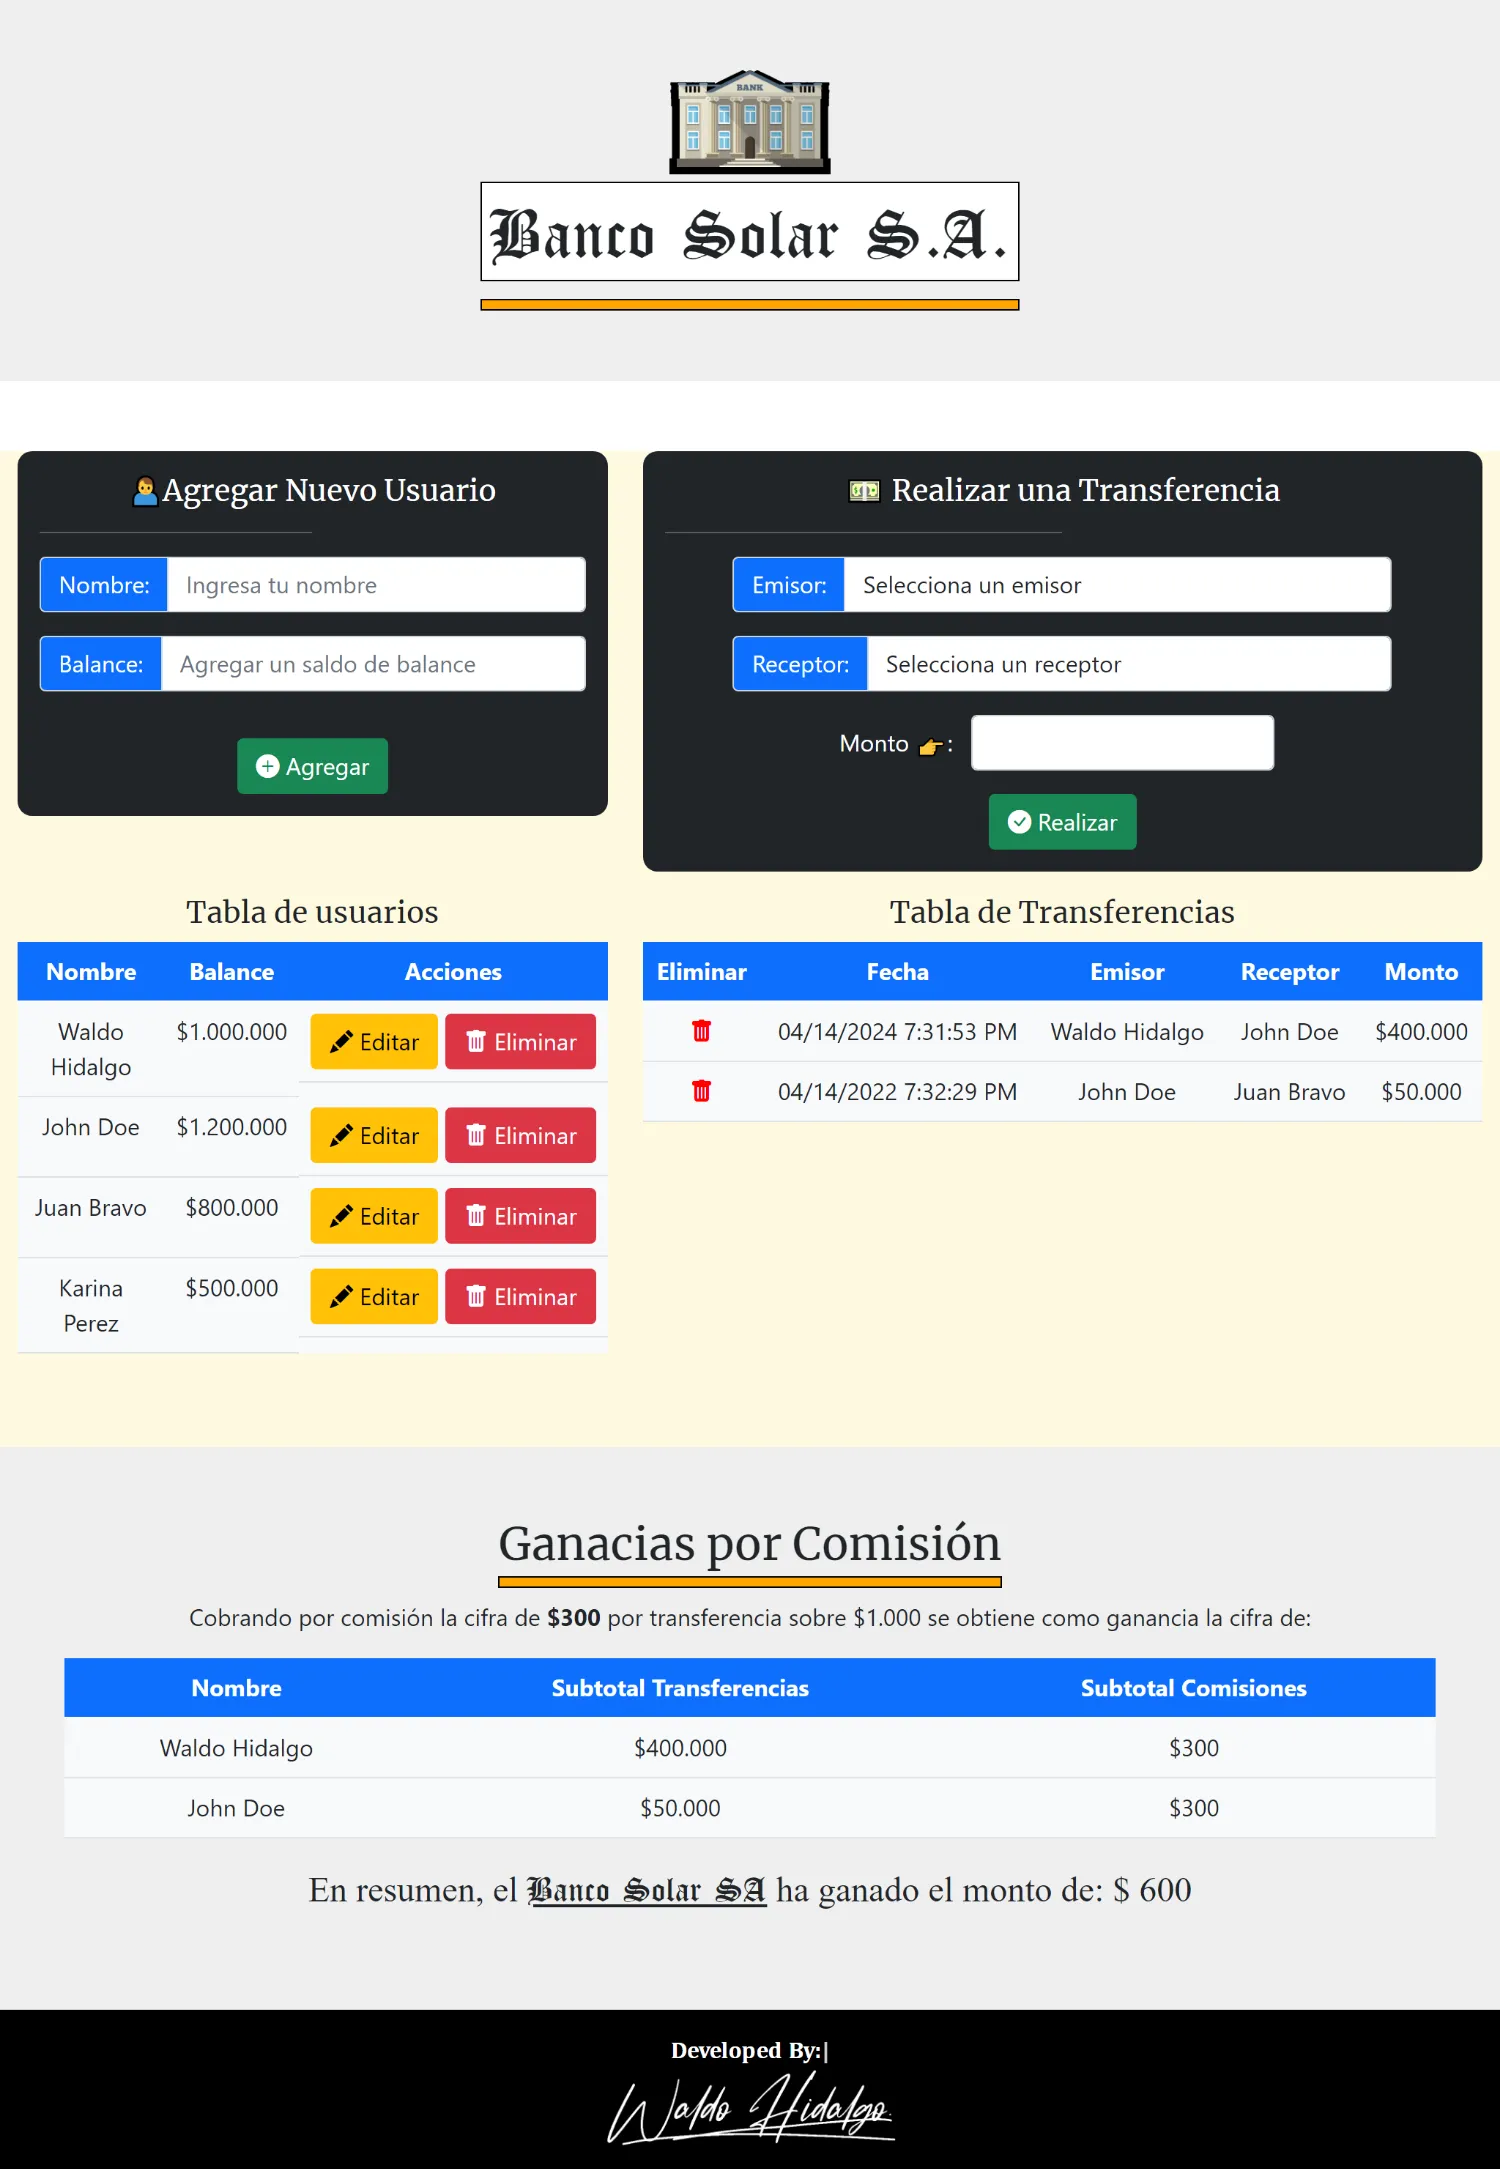 BANK
Banco Solar S.A.
Agregar Nuevo Usuario
Nombre: Ingresa tu nombre
Balance: Agregar un saldo de balance
Agregar
Realizar una Transferencia
Emisor: Selecciona un emisor
Receptor: Selecciona un receptor
Monto 👉:
Realizar
Tabla de usuarios
Nombre Balance Acciones
Waldo Hidalgo $1.000.000 Editar Eliminar
John Doe $1.200.000 Editar Eliminar
Juan Bravo $800.000 Editar Eliminar
Karina Perez $500.000 Editar Eliminar
Tabla de Transferencias
Eliminar Fecha Emisor Receptor Monto
04/14/2024 7:31:53 PM Waldo Hidalgo John Doe $400.000
04/14/2022 7:32:29 PM John Doe Juan Bravo $50.000
Ganacias por Comisión
Cobrando por comisión la cifra de $300 por transferencia sobre $1.000 se obtiene como ganancia la cifra de:
Nombre Subtotal Transferencias Subtotal Comisiones
Waldo Hidalgo $400.000 $300
John Doe $50.000 $300
En resumen, el Banco Solar SA ha ganado el monto de: $ 600
Developed By:|
Waldo Hidalgo.